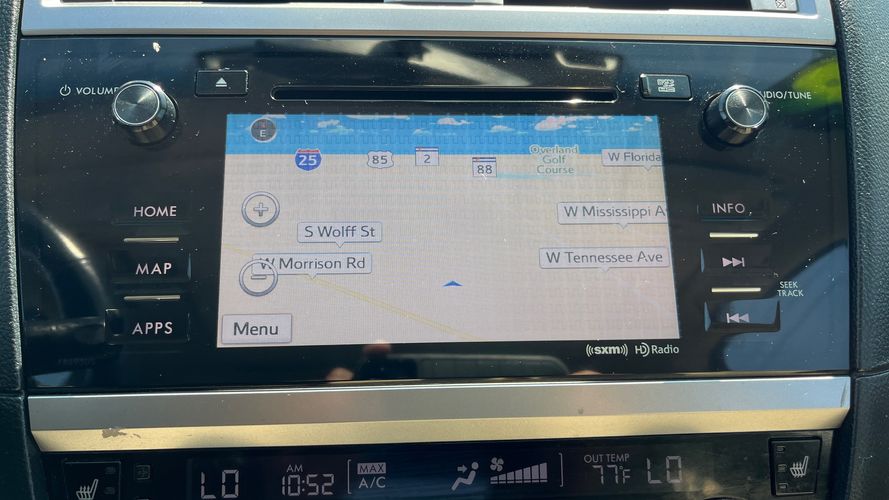 VOLUME
UDIO/TUNE
E
25
85
2
88
Overland
Golf
Course
W Florida
W Mississippi A
S Wolff St
W Morrison Rd
W Tennessee Ave
Menu
HOME
MAP
APPS
INFO
SEEK
TRACK
((sxm))
HD Radio
LO
AM
10:52
MAX
A/C
OUT TEMP
77°F
LO